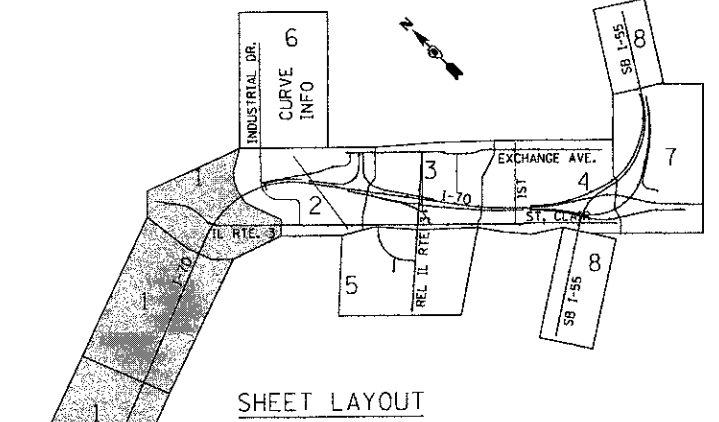 N
6
INDUSTRIAL DR.
CURVE
INFO
SB I-55
8
1
3
EXCHANGE AVE.
4
7
2
I-70
1ST
ST. CLAIR
IL RTE. 3
REL IL RTE. 3
I-70
1
5
8
SB I-55
1
SHEET LAYOUT